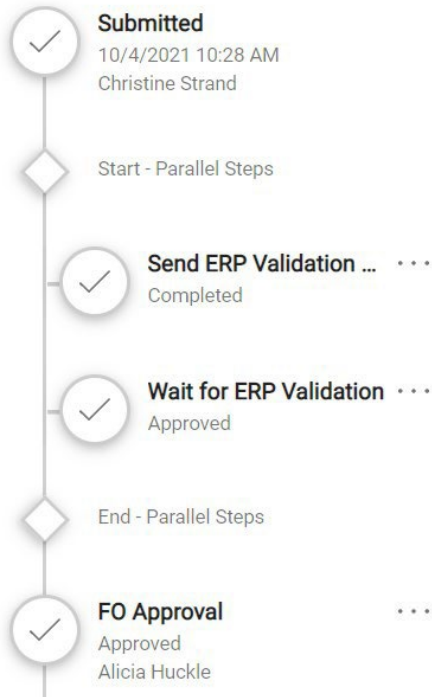 Submitted
10/4/2021 10:28 AM
Christine Strand
Start - Parallel Steps
Send ERP Validation ...
Completed
Wait for ERP Validation
Approved
End - Parallel Steps
FO Approval
Approved
Alicia Huckle